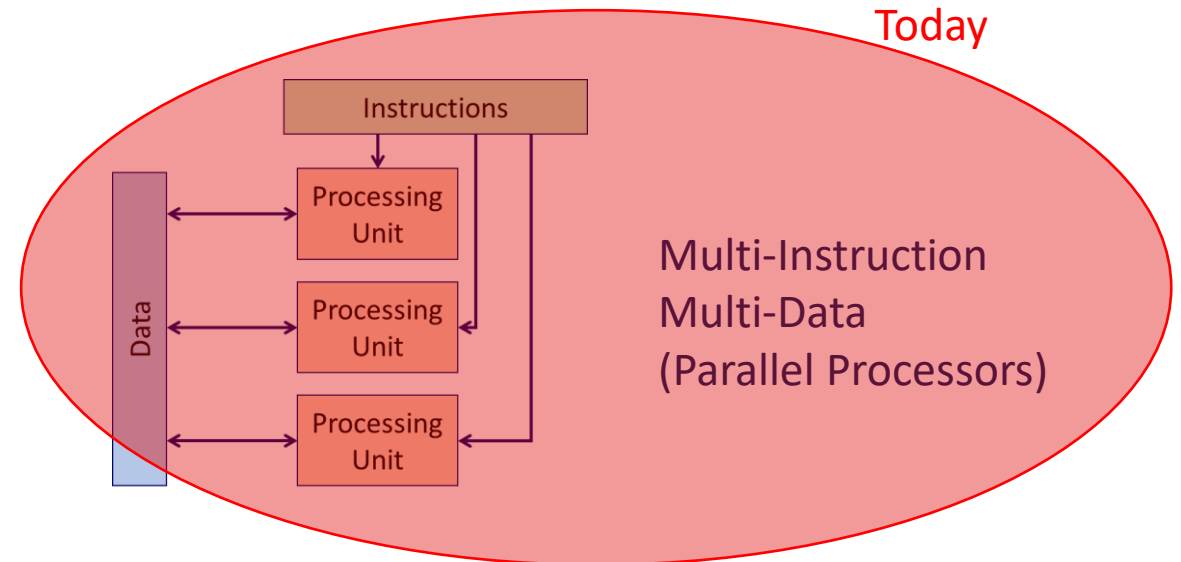 Today
Instructions
Processing
Unit
Data
Processing
Unit
Processing
Unit
Multi-Instruction
Multi-Data
(Parallel Processors)